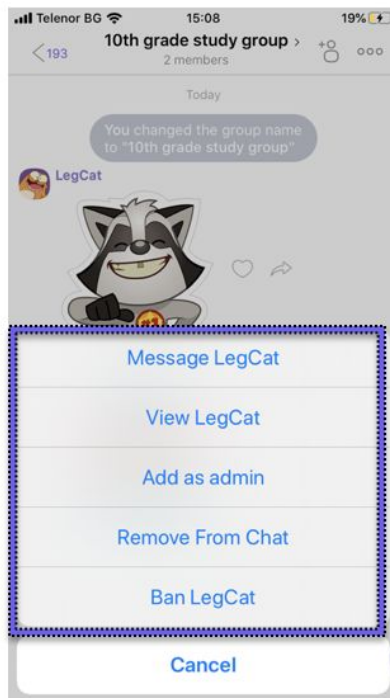 Telenor BG 15:08 19%
193 10th grade study group >
2 members
Today
You changed the group name
to "10th grade study group"
LegCat
#1
Message LegCat
View LegCat
Add as admin
Remove From Chat
Ban LegCat
Cancel